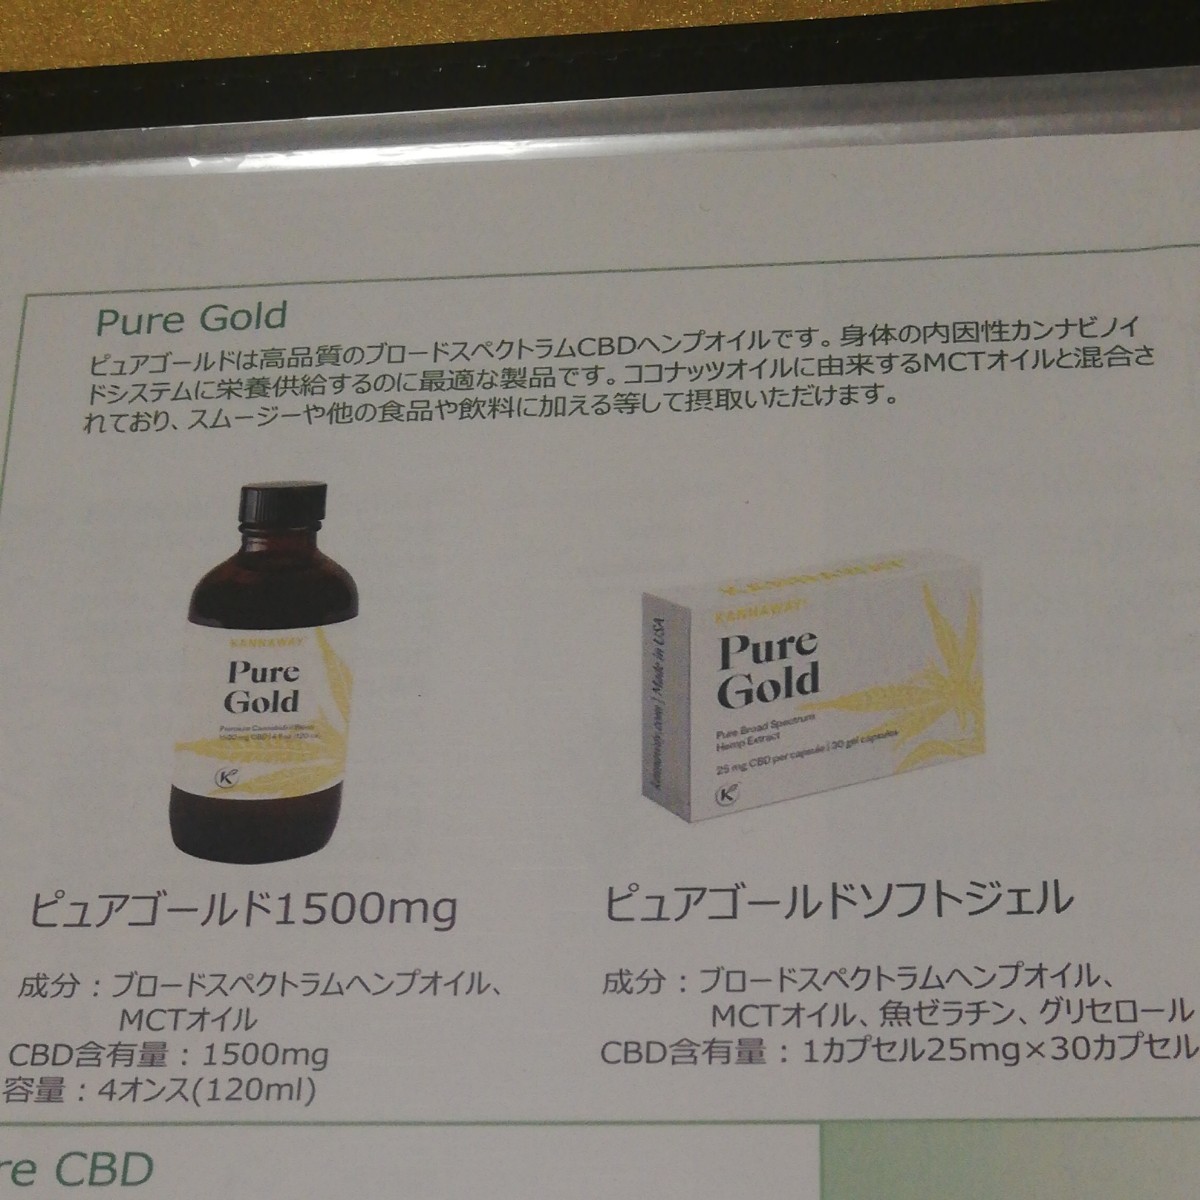 Pure Gold
ピュアゴールドは高品質のブロードスペクトラムCBDヘンプオイルです。身体の内因性カンナビノイ
ドシステムに栄養供給するのに最適な製品です。ココナッツオイルに由来するMCTオイルと混合さ
れており、スムージーや他の食品や飲料に加える等して摂取いただけます。
KANNAWAY
Pure
Gold
1500 mg CBD | 4 fl oz (120 mL)
K
KANNAWAY
Kannaway.com | Made in USA
KANNAWAY
Pure
Gold
Pure Broad Spectrum
Hemp Extract
25 mg CBD per capsule | 30 gel capsules
K
ピュアゴールド1500mg
成分：ブロードスペクトラムヘンプオイル、
MCTオイル
CBD含有量：1500mg
容量：4オンス(120ml)
ピュアゴールドソフトジェル
成分：ブロードスペクトラムヘンプオイル、
MCTオイル、魚ゼラチン、グリセロール
CBD含有量：1カプセル25mg×30カプセル
re CBD